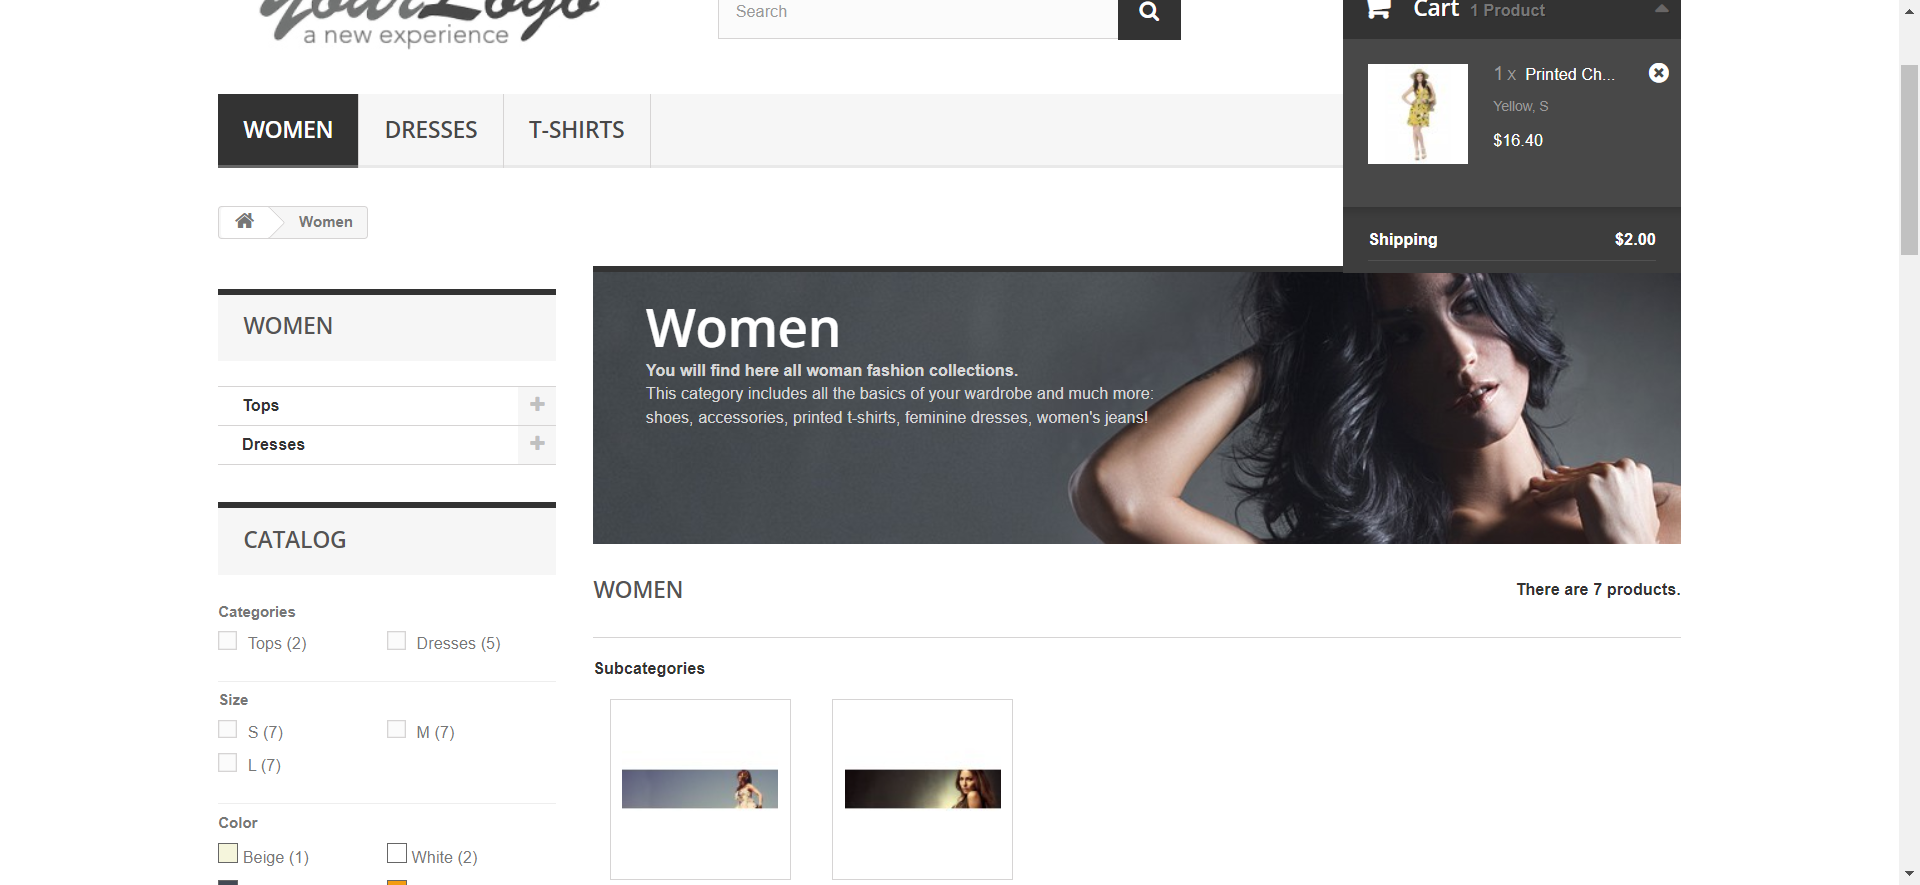 yourLogo
a new experience
Search
Cart 1 Product
1 x Printed Ch...
Yellow, S
$16.40
Shipping $2.00
WOMEN DRESSES T-SHIRTS
Women
WOMEN
Tops
Dresses
CATALOG
Categories
Tops (2) Dresses (5)
Size
S (7) M (7)
L (7)
Color
Beige (1) White (2)
Women
You will find here all woman fashion collections.
This category includes all the basics of your wardrobe and much more:
shoes, accessories, printed t-shirts, feminine dresses, women's jeans!
WOMEN There are 7 products.
Subcategories